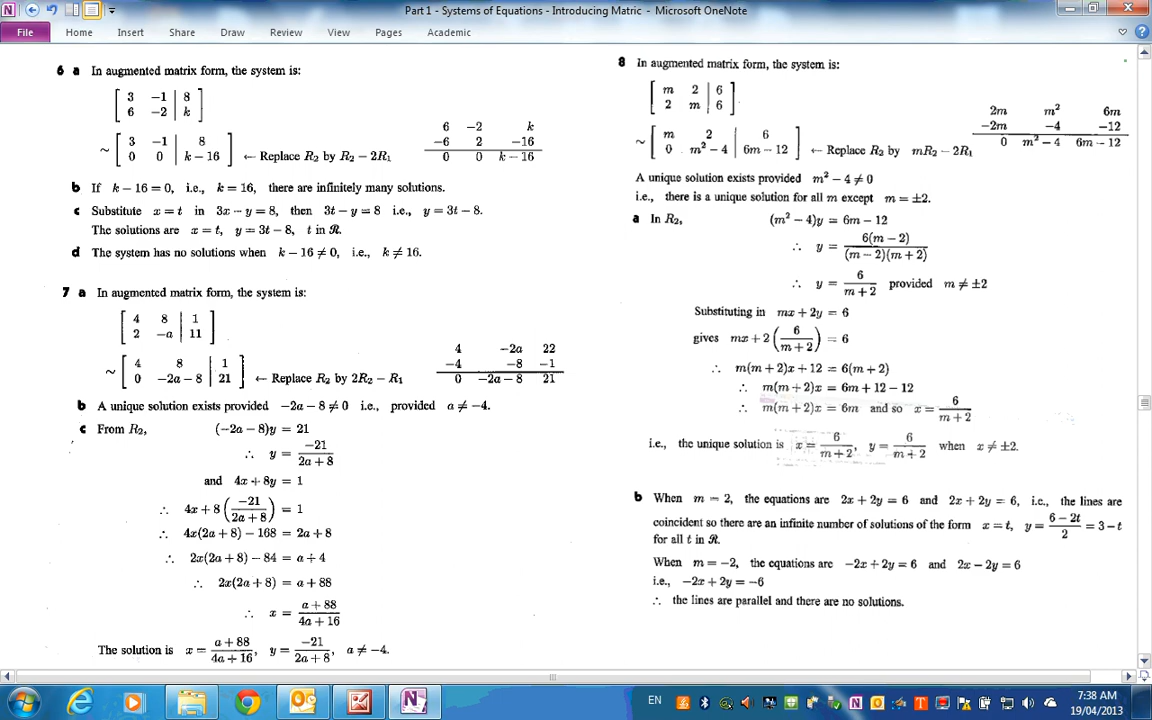 Part 1 - Systems of Equations - Introducing Matric - Microsoft OneNote
File Home Insert Share Draw Review View Pages Academic
6 a In augmented matrix form, the system is:
[ 3 −1 | 8 ]
[ 6 −2 | k ]
~ [ 3 −1 | 8 ]
[ 0 0 | k − 16 ] ← Replace R2 by R2 − 2R1
6 −2 k
−6 2 −16
0 0 k − 16
b If k − 16 = 0, i.e., k = 16, there are infinitely many solutions.
c Substitute x = t in 3x − y = 8, then 3t − y = 8 i.e., y = 3t − 8.
The solutions are x = t, y = 3t − 8, t in ℛ.
d The system has no solutions when k − 16 ≠ 0, i.e., k ≠ 16.
7 a In augmented matrix form, the system is:
[ 4 8 | 1 ]
[ 2 −a | 11 ]
~ [ 4 8 | 1 ]
[ 0 −2a − 8 | 21 ] ← Replace R2 by 2R2 − R1
4 −2a 22
−4 −8 −1
0 −2a − 8 21
b A unique solution exists provided −2a − 8 ≠ 0 i.e., provided a ≠ −4.
c From R2, (−2a − 8)y = 21
∴ y = −21/(2a + 8)
and 4x + 8y = 1
∴ 4x + 8(−21/(2a + 8)) = 1
∴ 4x(2a + 8) − 168 = 2a + 8
∴ 2x(2a + 8) − 84 = a + 4
∴ 2x(2a + 8) = a + 88
∴ x = (a + 88)/(4a + 16)
The solution is x = (a + 88)/(4a + 16), y = −21/(2a + 8), a ≠ −4.
8 In augmented matrix form, the system is:
[ m 2 | 6 ]
[ 2 m | 6 ]
~ [ m 2 | 6 ]
[ 0 m² − 4 | 6m − 12 ] ← Replace R2 by mR2 − 2R1
2m m² 6m
−2m −4 −12
0 m² − 4 6m − 12
A unique solution exists provided m² − 4 ≠ 0
i.e., there is a unique solution for all m except m = ±2.
a In R2, (m² − 4)y = 6m − 12
∴ y = 6(m − 2)/((m − 2)(m + 2))
∴ y = 6/(m + 2) provided m ≠ ±2
Substituting in mx + 2y = 6
gives mx + 2(6/(m + 2)) = 6
∴ m(m + 2)x + 12 = 6(m + 2)
∴ m(m + 2)x = 6m + 12 − 12
∴ m(m + 2)x = 6m and so x = 6/(m + 2)
i.e., the unique solution is x = 6/(m + 2), y = 6/(m + 2) when x ≠ ±2.
b When m = 2, the equations are 2x + 2y = 6 and 2x + 2y = 6, i.e., the lines are
coincident so there are an infinite number of solutions of the form x = t, y = (6 − 2t)/2 = 3 − t
for all t in ℛ.
When m = −2, the equations are −2x + 2y = 6 and 2x − 2y = 6
i.e., −2x + 2y = −6
∴ the lines are parallel and there are no solutions.
EN
7:38 AM
19/04/2013